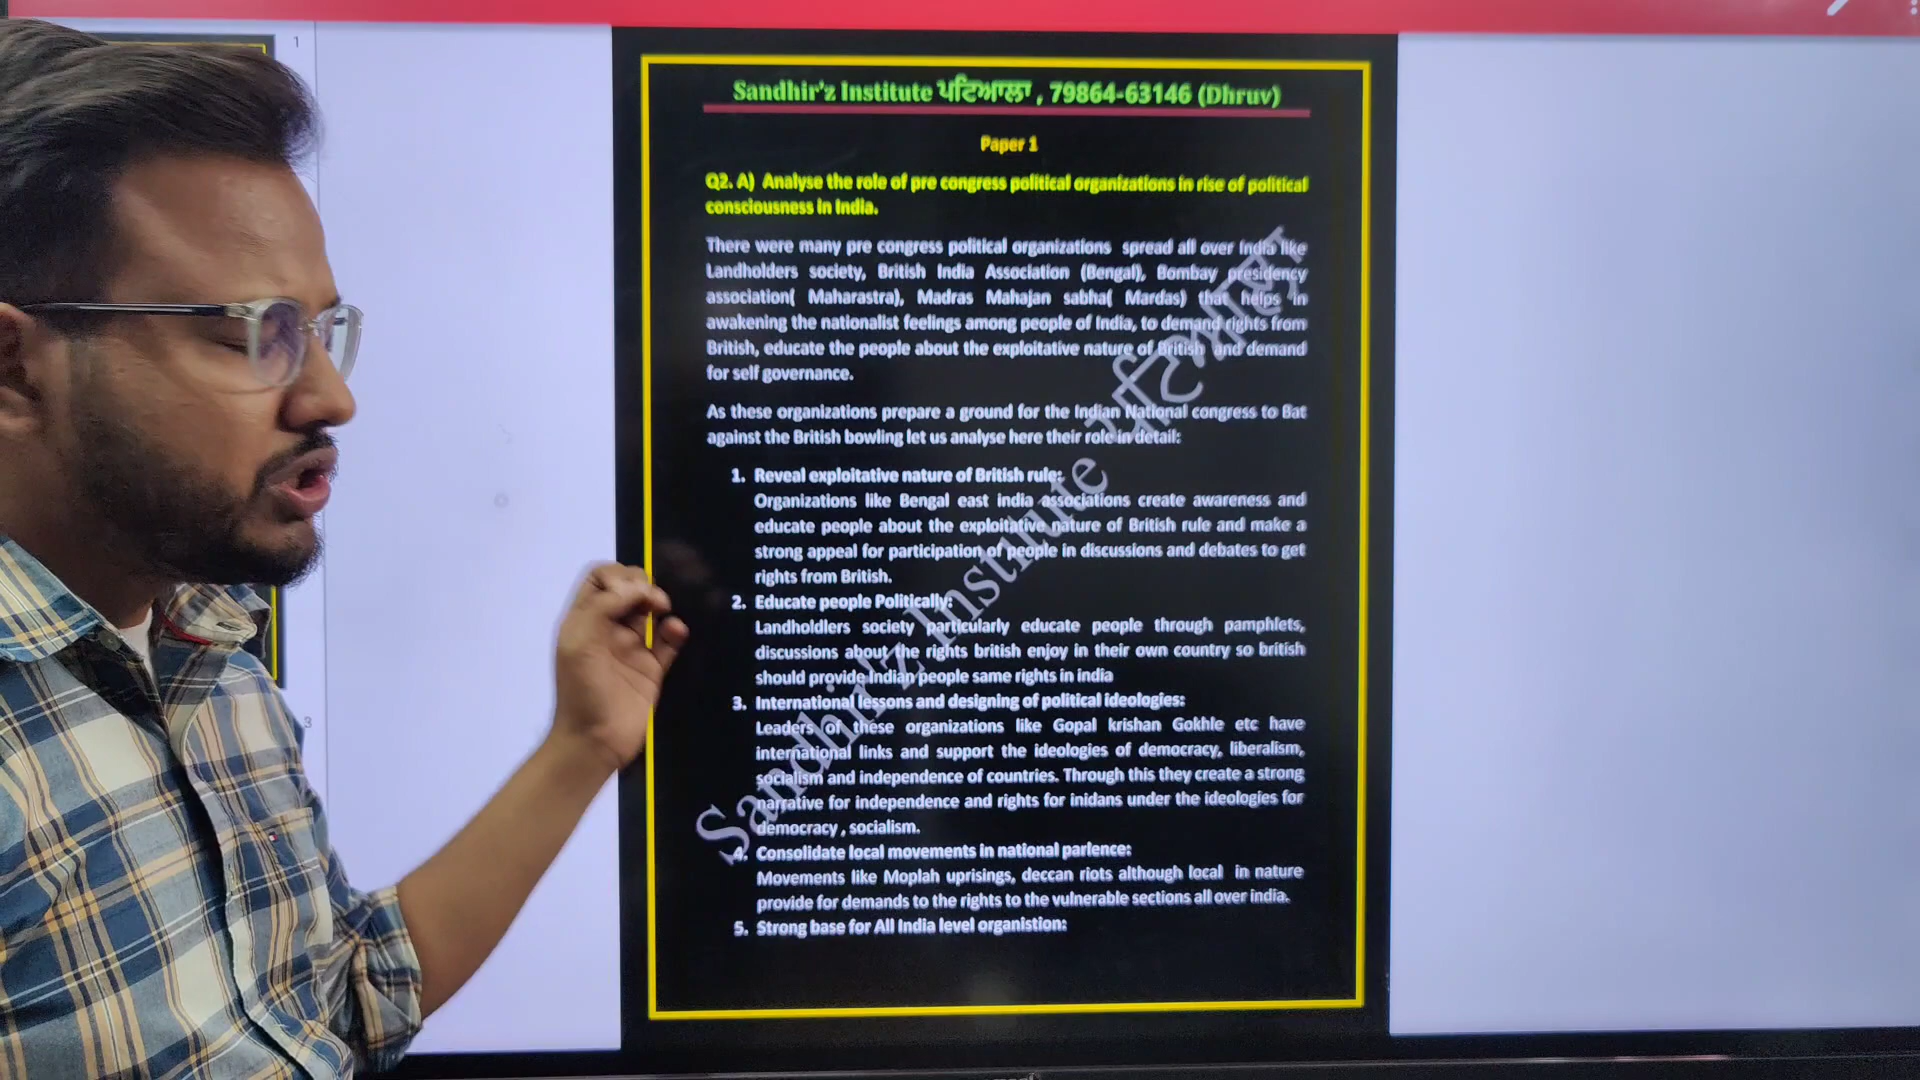 1
3
Sandhir'z Institute ਪਟਿਆਲਾ , 79864-63146 (Dhruv)
Paper 1
Q2. A) Analyse the role of pre congress political organizations in rise of political
consciousness in India.
There were many pre congress political organizations spread all over India like
Landholders society, British India Association (Bengal), Bombay presidency
association( Maharastra), Madras Mahajan sabha( Mardas) that helps in
awakening the nationalist feelings among people of India, to demand rights from
British, educate the people about the exploitative nature of British and demand
for self governance.
As these organizations prepare a ground for the Indian National congress to Bat
against the British bowling let us analyse here their role in detail:
1. Reveal exploitative nature of British rule:
Organizations like Bengal east india associations create awareness and
educate people about the exploitative nature of British rule and make a
strong appeal for participation of people in discussions and debates to get
rights from British.
2. Educate people Politically:
Landholdlers society particularly educate people through pamphlets,
discussions about the rights british enjoy in their own country so british
should provide Indian people same rights in india
3. International lessons and designing of political ideologies:
Leaders of these organizations like Gopal krishan Gokhle etc have
international links and support the ideologies of democracy, liberalism,
socialism and independence of countries. Through this they create a strong
narrative for independence and rights for inidans under the ideologies for
democracy , socialism.
4. Consolidate local movements in national parlence:
Movements like Moplah uprisings, deccan riots although local in nature
provide for demands to the rights to the vulnerable sections all over india.
5. Strong base for All India level organistion:
Sandhir'z Institute ਪਟਿਆਲਾ